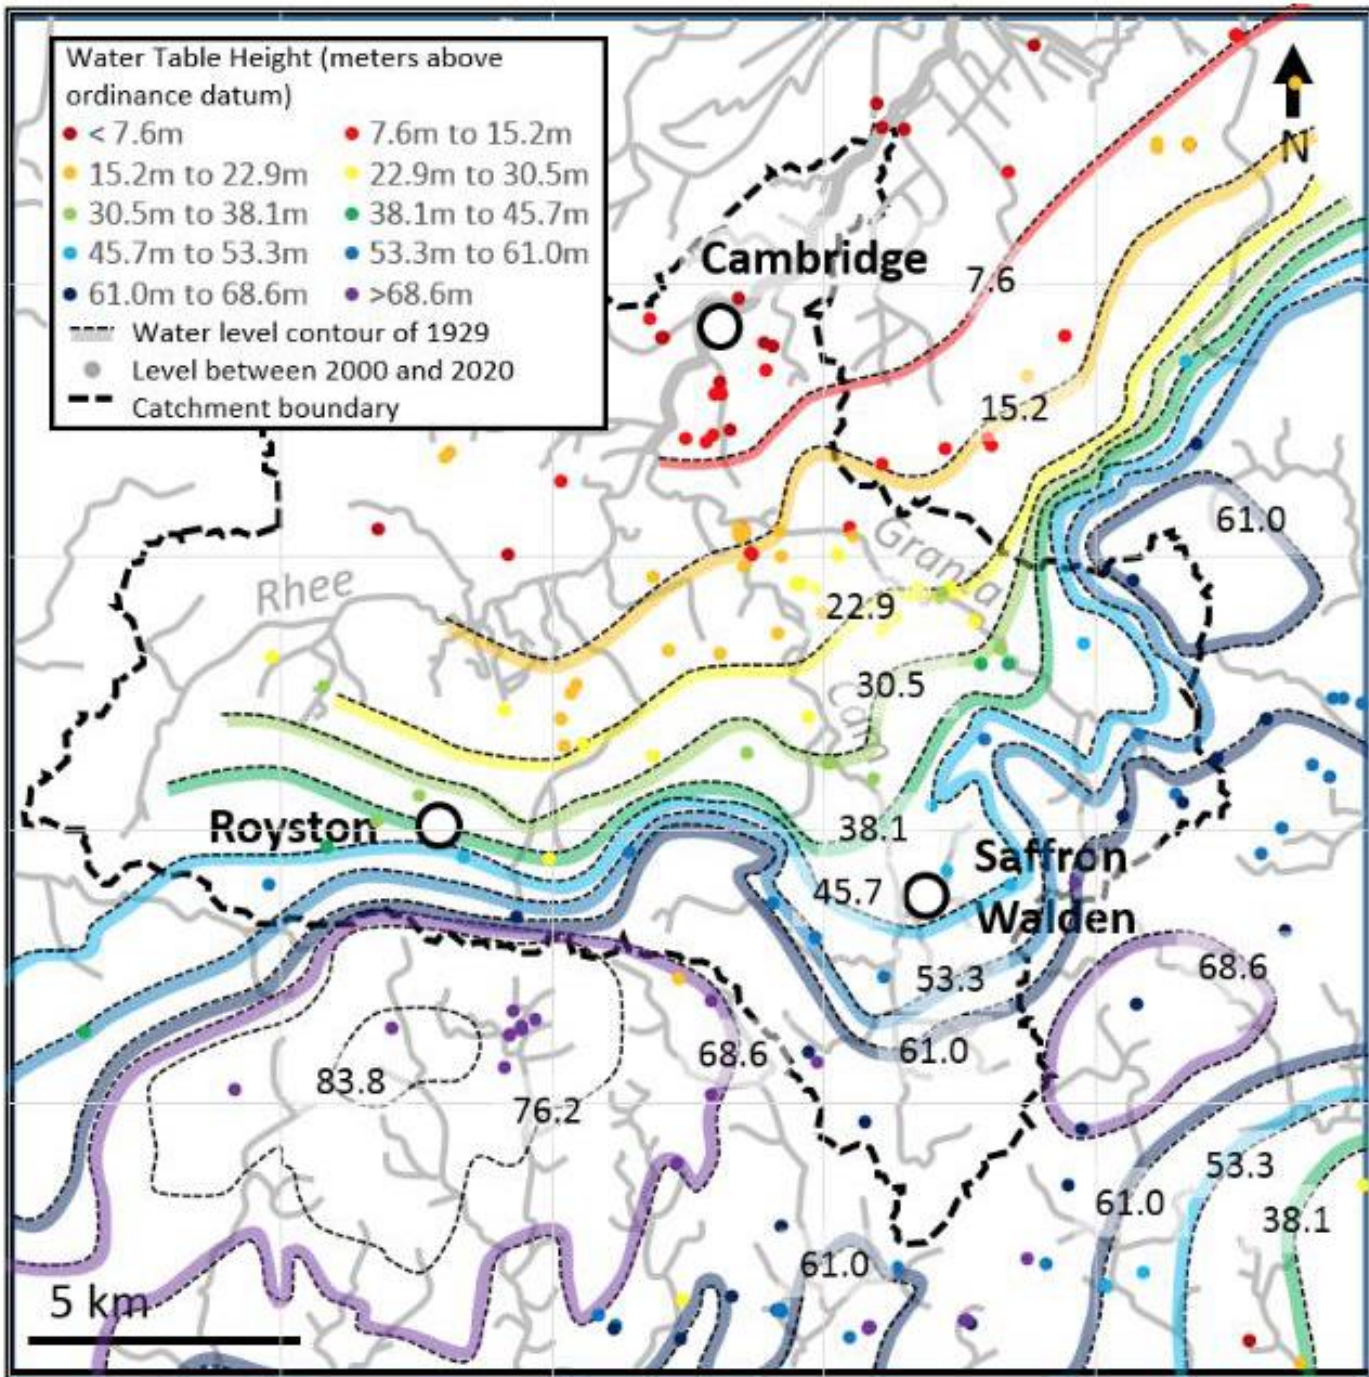 Water Table Height (meters above
ordinance datum)
< 7.6m 7.6m to 15.2m
15.2m to 22.9m 22.9m to 30.5m
30.5m to 38.1m 38.1m to 45.7m
45.7m to 53.3m 53.3m to 61.0m
61.0m to 68.6m >68.6m
Water level contour of 1929
Level between 2000 and 2020
Catchment boundary
N
Cambridge
7.6
15.2
61.0
Granta
Rhee
22.9
30.5
Cam
Royston
38.1
Saffron
Walden
45.7
53.3
68.6
61.0
68.6
83.8
76.2
53.3
61.0
38.1
61.0
5 km